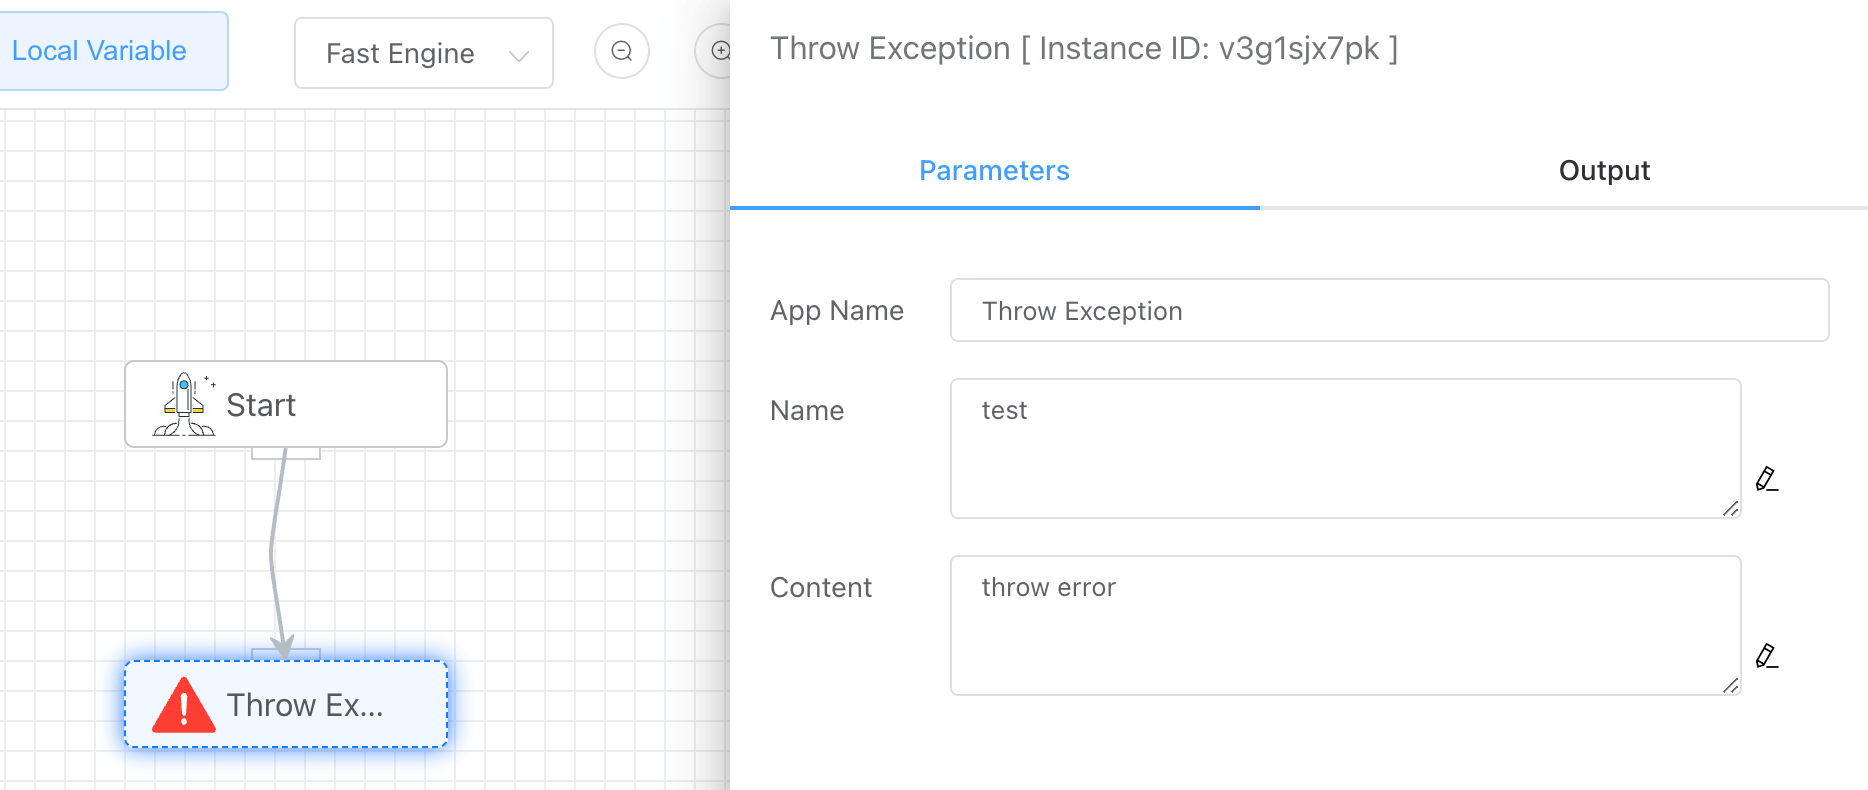 Local Variable
Fast Engine
Throw Exception [ Instance ID: v3g1sjx7pk ]
Parameters
Output
App Name
Throw Exception
Name
test
Content
throw error
Start
Throw Ex...